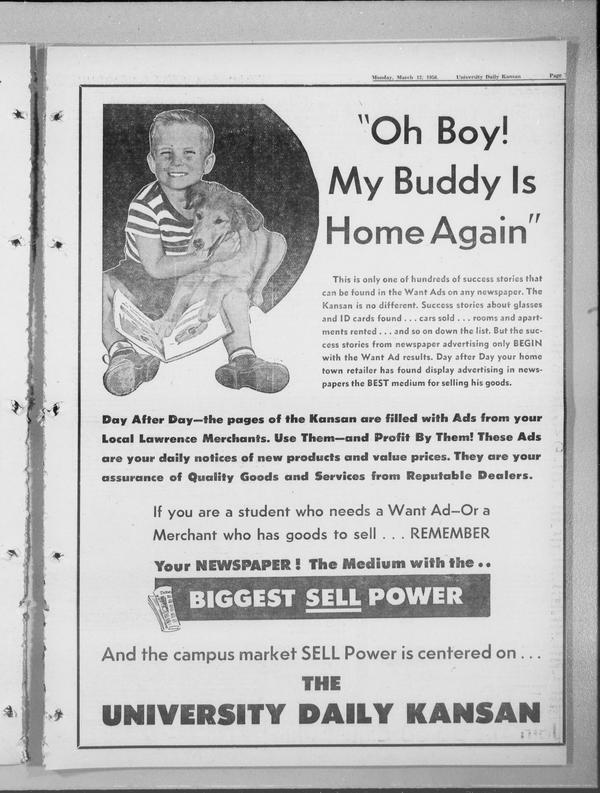 Monday, March 12, 1956. University Daily Kansan Page
"Oh Boy!
My Buddy Is
Home Again"
This is only one of hundreds of success stories that
can be found in the Want Ads on any newspaper. The
Kansan is no different. Success stories about glasses
and ID cards found . . . cars sold . . . rooms and apart-
ments rented . . . and so on down the list. But the suc-
cess stories from newspaper advertising only BEGIN
with the Want Ad results. Day after Day your home
town retailer has found display advertising in news-
papers the BEST medium for selling his goods.
Day After Day—the pages of the Kansan are filled with Ads from your
Local Lawrence Merchants. Use Them—and Profit By Them! These Ads
are your daily notices of new products and value prices. They are your
assurance of Quality Goods and Services from Reputable Dealers.
If you are a student who needs a Want Ad—Or a
Merchant who has goods to sell . . . REMEMBER
Your NEWSPAPER! The Medium with the ..
BIGGEST SELL POWER
And the campus market SELL Power is centered on . . .
THE
UNIVERSITY DAILY KANSAN